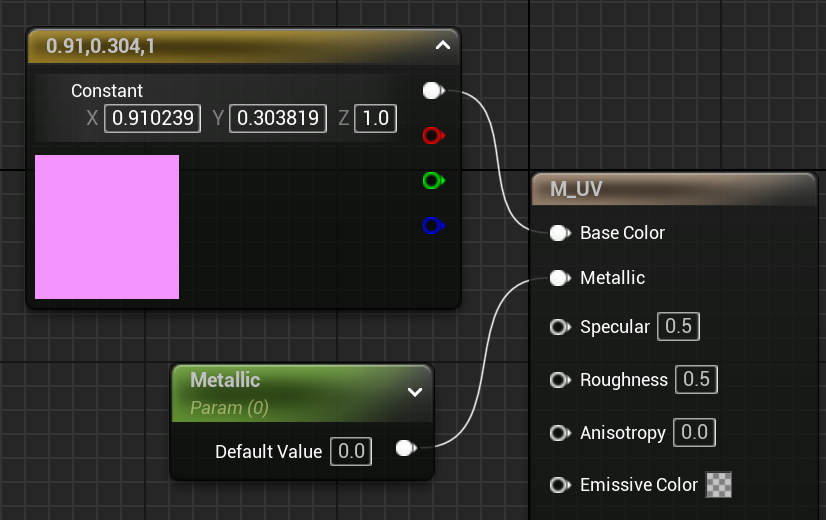 0.91,0.304,1
Constant
X 0.910239 Y 0.303819 Z 1.0
M_UV
Base Color
Metallic
Specular 0.5
Roughness 0.5
Anisotropy 0.0
Emissive Color
Metallic
Param (0)
Default Value 0.0